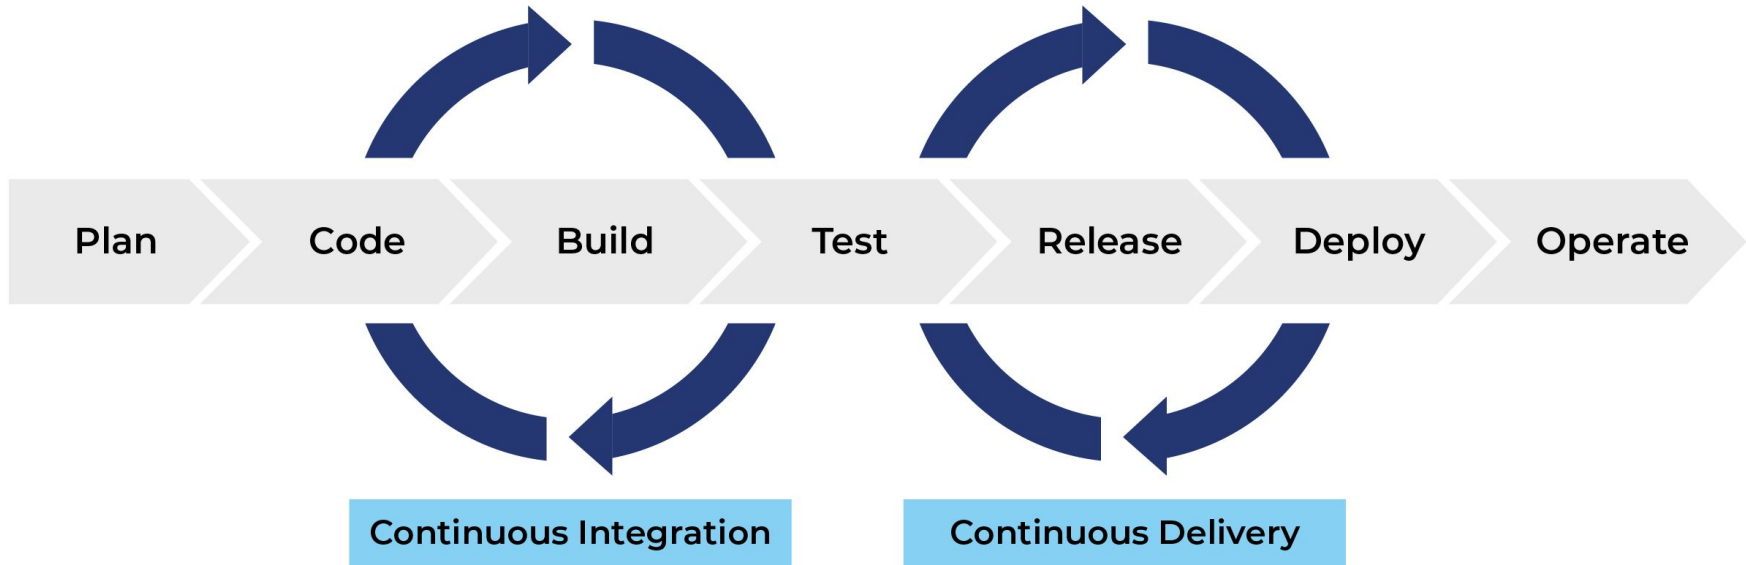 Plan
Code
Build
Test
Release
Deploy
Operate
Continuous Integration
Continuous Delivery